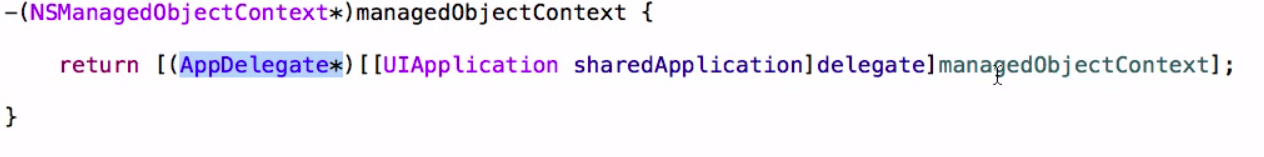 -(NSManagedObjectContext*)managedObjectContext {
return [(AppDelegate*)[[UIApplication sharedApplication]delegate]managedObjectContext];
}